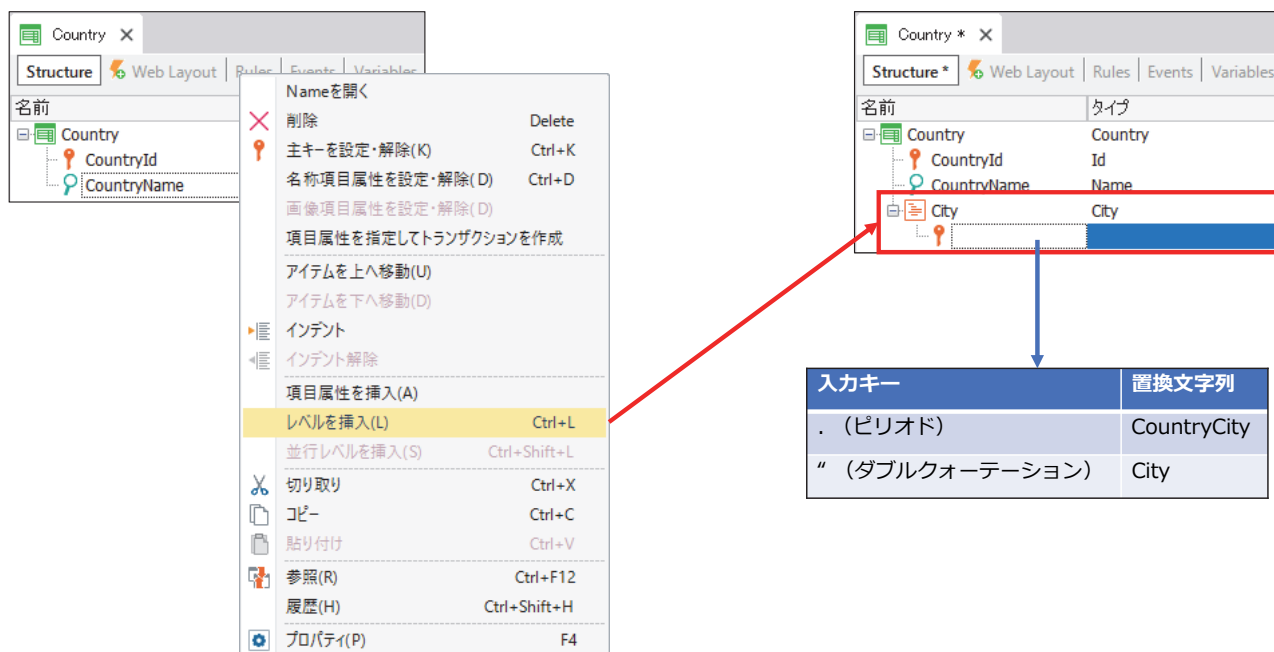 Country
Structure Web Layout Rules Events Variables
名前
Country
CountryId
CountryName
Nameを開く
削除 Delete
主キーを設定・解除(K) Ctrl+K
名称項目属性を設定・解除(D) Ctrl+D
画像項目属性を設定・解除(D)
項目属性を指定してトランザクションを作成
アイテムを上へ移動(U)
アイテムを下へ移動(D)
インデント
インデント解除
項目属性を挿入(A)
レベルを挿入(L) Ctrl+L
並行レベルを挿入(S) Ctrl+Shift+L
切り取り Ctrl+X
コピー Ctrl+C
貼り付け Ctrl+V
参照(R) Ctrl+F12
履歴(H) Ctrl+Shift+H
プロパティ(P) F4
Country *
Structure * Web Layout Rules Events Variables
名前 タイプ
Country Country
CountryId Id
CountryName Name
City City
入力キー 置換文字列
. （ピリオド） CountryCity
“ （ダブルクォーテーション） City